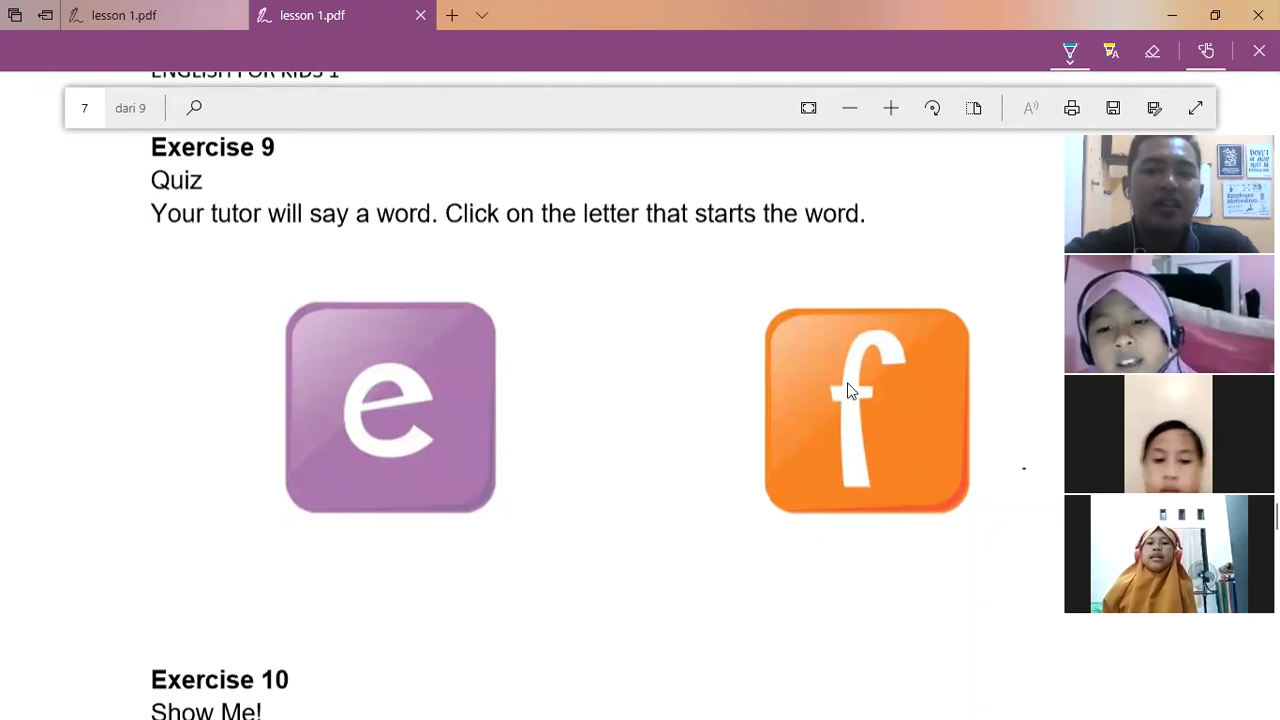 lesson 1.pdf
lesson 1.pdf
ENGLISH FOR KIDS 1
7 dari 9
Exercise 9
Quiz
Your tutor will say a word. Click on the letter that starts the word.
e
f
Exercise 10
Show Me!